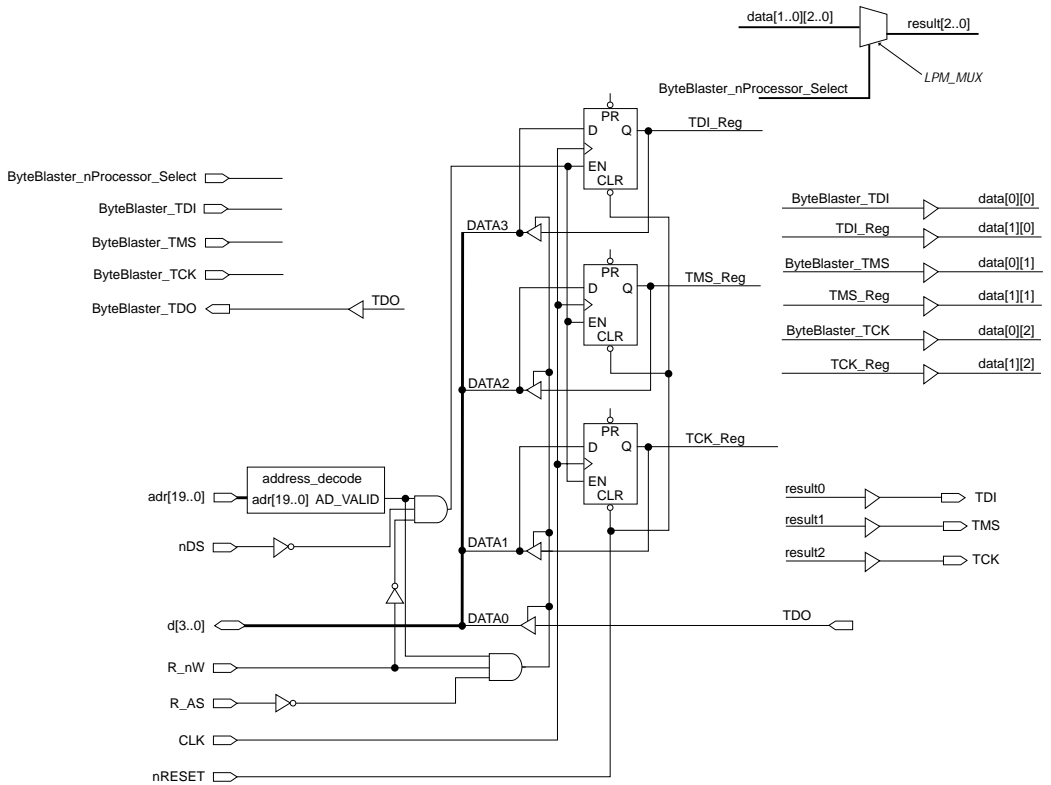 data[1..0][2..0]
result[2..0]
LPM_MUX
ByteBlaster_nProcessor_Select
PR
D
Q
TDI_Reg
EN
CLR
ByteBlaster_nProcessor_Select
ByteBlaster_TDI
ByteBlaster_TMS
ByteBlaster_TCK
ByteBlaster_TDO
TDO
DATA3
PR
D
Q
TMS_Reg
EN
CLR
DATA2
ByteBlaster_TDI
data[0][0]
TDI_Reg
data[1][0]
ByteBlaster_TMS
data[0][1]
TMS_Reg
data[1][1]
ByteBlaster_TCK
data[0][2]
TCK_Reg
data[1][2]
PR
D
Q
TCK_Reg
EN
CLR
address_decode
adr[19..0]
adr[19..0] AD_VALID
nDS
DATA1
result0
TDI
result1
TMS
result2
TCK
d[3..0]
DATA0
TDO
R_nW
R_AS
CLK
nRESET